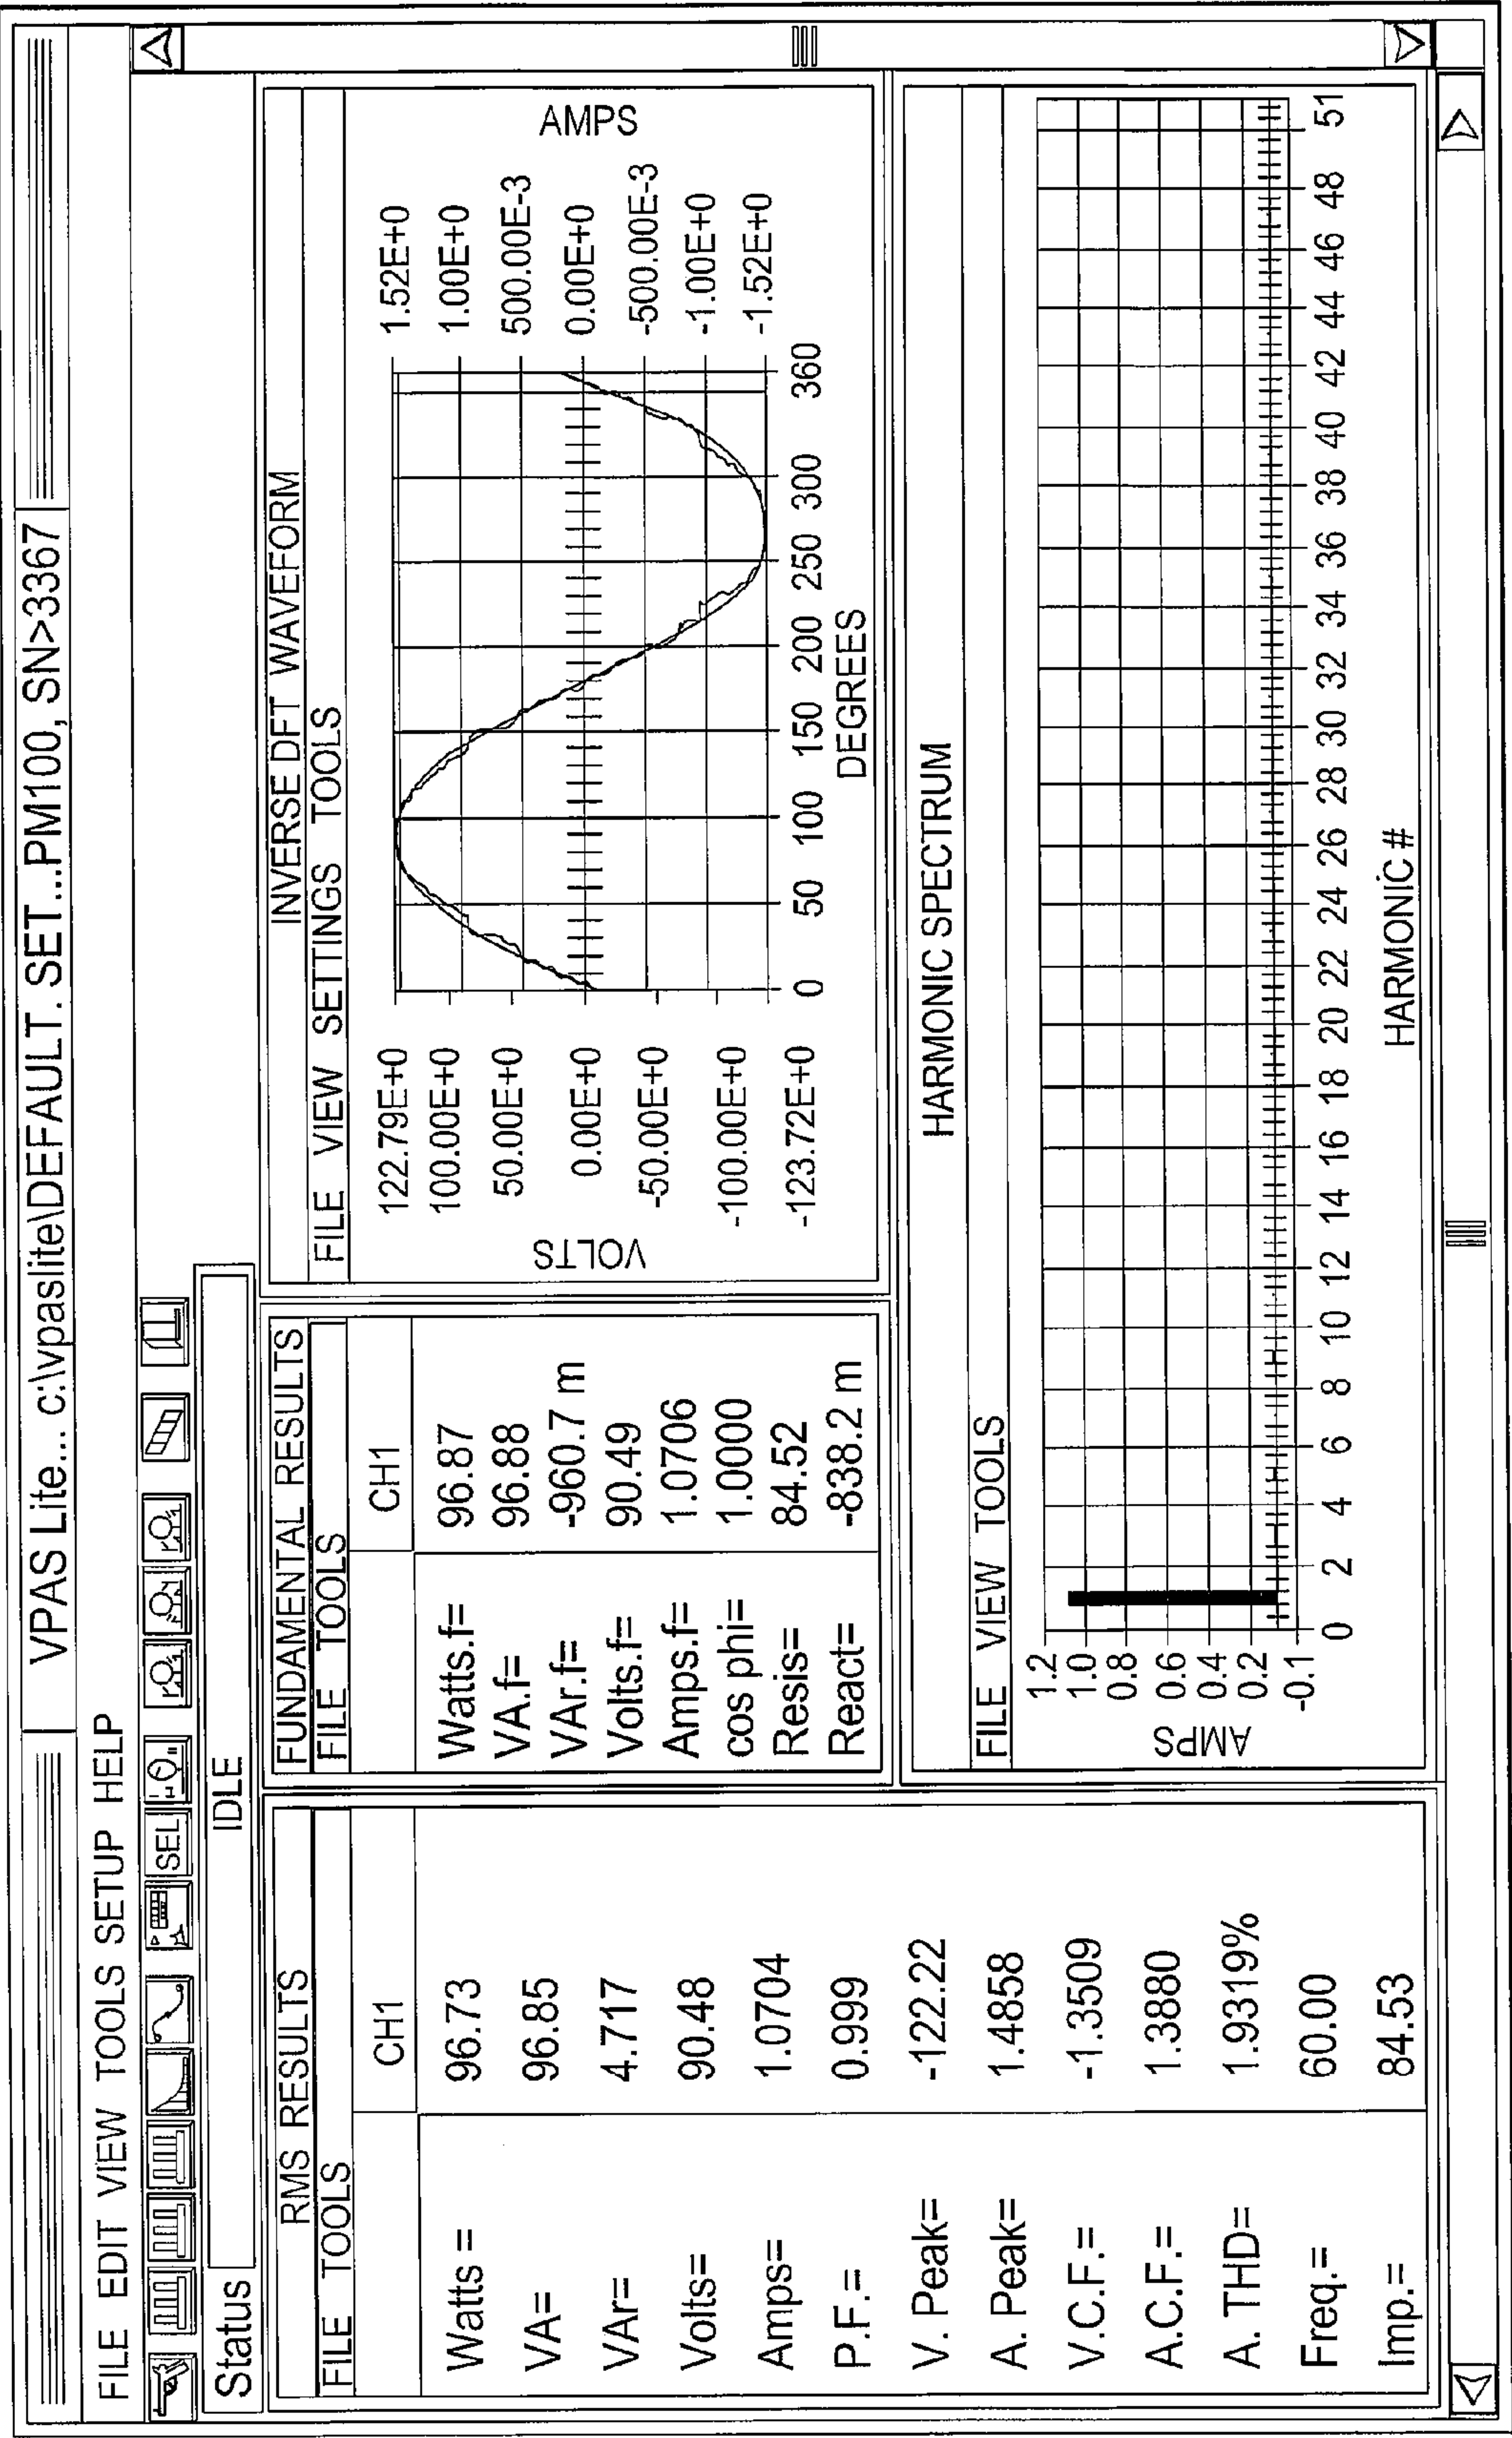 VPAS Lite... c:\vpaslite\DEFAULT. SET...PM100, SN>3367
FILE EDIT VIEW TOOLS SETUP HELP
SEL
Status
IDLE
RMS RESULTS
FILE TOOLS
CH1
Watts = 96.73
VA= 96.85
VAr= 4.717
Volts= 90.48
Amps= 1.0704
P.F.= 0.999
V. Peak= -122.22
A. Peak= 1.4858
V.C.F.= -1.3509
A.C.F.= 1.3880
A. THD= 1.9319%
Freq.= 60.00
Imp.= 84.53
FUNDAMENTAL RESULTS
FILE TOOLS
CH1
Watts.f= 96.87
VA.f= 96.88
VAr.f= -960.7 m
Volts.f= 90.49
Amps.f= 1.0706
cos phi= 1.0000
Resis= 84.52
React= -838.2 m
INVERSE DFT WAVEFORM
FILE VIEW SETTINGS TOOLS
VOLTS
122.79E+0
100.00E+0
50.00E+0
0.00E+0
-50.00E+0
-100.00E+0
-123.72E+0
1.52E+0
1.00E+0
500.00E-3
0.00E+0
-500.00E-3
-1.00E+0
-1.52E+0
AMPS
0 50 100 150 200 250 300 360
DEGREES
HARMONIC SPECTRUM
FILE VIEW TOOLS
AMPS
1.2
1.0
0.8
0.6
0.4
0.2
-0.1
0 2 4 6 8 10 12 14 16 18 20 22 24 26 28 30 32 34 36 38 40 42 44 46 48 51
HARMONIC #